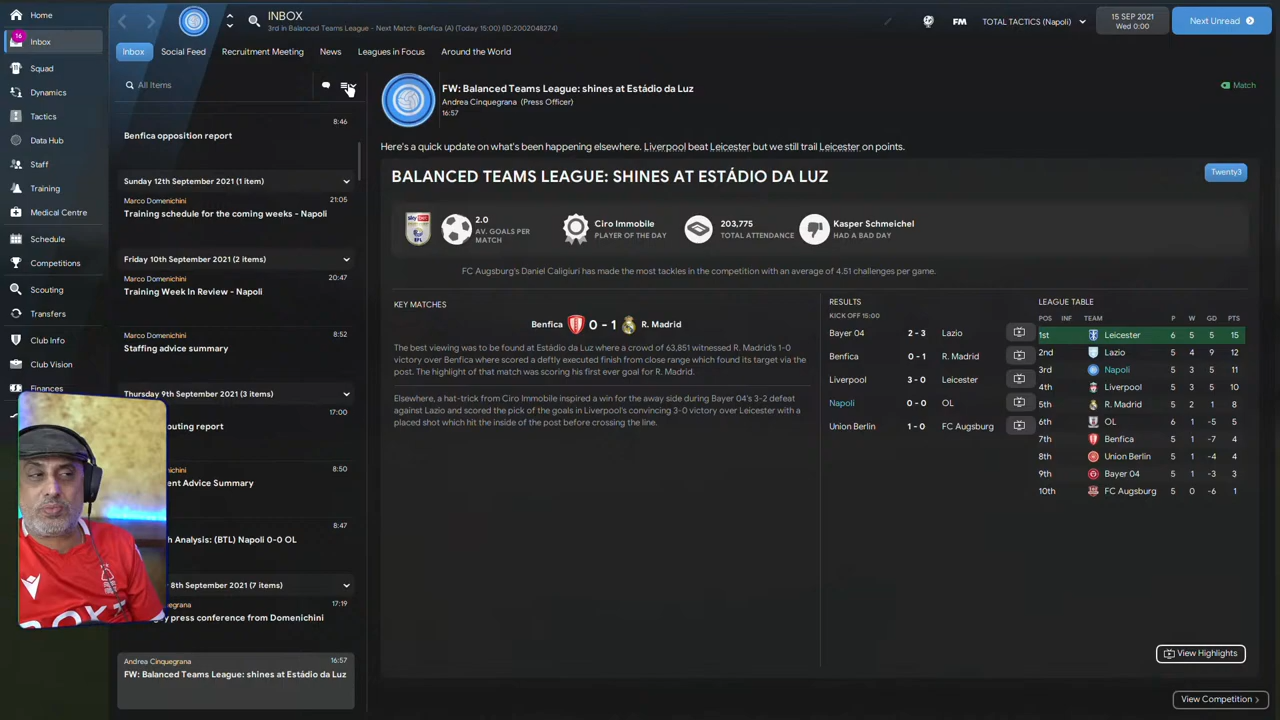 Home
INBOX
3rd in Balanced Teams League - Next Match: Benfica (A) (Today 15:00) (ID:2002048274)
FM
TOTAL TACTICS (Napoli)
15 SEP 2021
Wed 0:00
Next Unread
16
Inbox
Squad
Dynamics
Tactics
Data Hub
Staff
Training
Medical Centre
Schedule
Competitions
Scouting
Transfers
Club Info
Club Vision
Finances
Inbox
Social Feed
Recruitment Meeting
News
Leagues in Focus
Around the World
All Items
8:46
Benfica opposition report
Sunday 12th September 2021 (1 item)
Marco Domenichini
21:05
Training schedule for the coming weeks - Napoli
Friday 10th September 2021 (2 items)
Marco Domenichini
20:47
Training Week In Review - Napoli
Marco Domenichini
8:52
Staffing advice summary
Thursday 9th September 2021 (3 items)
17:00
report
8:50
Advice Summary
8:47
Analysis: (BTL) Napoli 0-0 OL
8th September 2021 (7 items)
17:19
press conference from Domenichini
Andrea Cinquegrana
16:57
FW: Balanced Teams League: shines at Estádio da Luz
FW: Balanced Teams League: shines at Estádio da Luz
Andrea Cinquegrana (Press Officer)
16:57
Match
Here's a quick update on what's been happening elsewhere. Liverpool beat Leicester but we still trail Leicester on points.
BALANCED TEAMS LEAGUE: SHINES AT ESTÁDIO DA LUZ
Twenty3
2.0
AV. GOALS PER MATCH
Ciro Immobile
PLAYER OF THE DAY
203,775
TOTAL ATTENDANCE
Kasper Schmeichel
HAD A BAD DAY
FC Augsburg's Daniel Caligiuri has made the most tackles in the competition with an average of 4.51 challenges per game.
KEY MATCHES
Benfica 0 - 1 R. Madrid
The best viewing was to be found at Estádio da Luz where a crowd of 63,851 witnessed R. Madrid's 1-0
victory over Benfica where scored a deftly executed finish from close range which found its target via the
post. The highlight of that match was scoring his first ever goal for R. Madrid.
Elsewhere, a hat-trick from Ciro Immobile inspired a win for the away side during Bayer 04's 3-2 defeat
against Lazio and scored the pick of the goals in Liverpool's convincing 3-0 victory over Leicester with a
placed shot which hit the inside of the post before crossing the line.
RESULTS
KICK OFF 15:00
Bayer 04 2 - 3 Lazio
Benfica 0 - 1 R. Madrid
Liverpool 3 - 0 Leicester
Napoli 0 - 0 OL
Union Berlin 1 - 0 FC Augsburg
LEAGUE TABLE
POS INF TEAM P W GD PTS
1st Leicester 6 5 5 15
2nd Lazio 5 4 9 12
3rd Napoli 5 3 5 11
4th Liverpool 5 3 5 10
5th R. Madrid 5 2 1 8
6th OL 6 1 -5 5
7th Benfica 5 1 -7 4
8th Union Berlin 5 1 -4 4
9th Bayer 04 5 1 -3 3
10th FC Augsburg 5 0 -6 1
View Highlights
View Competition